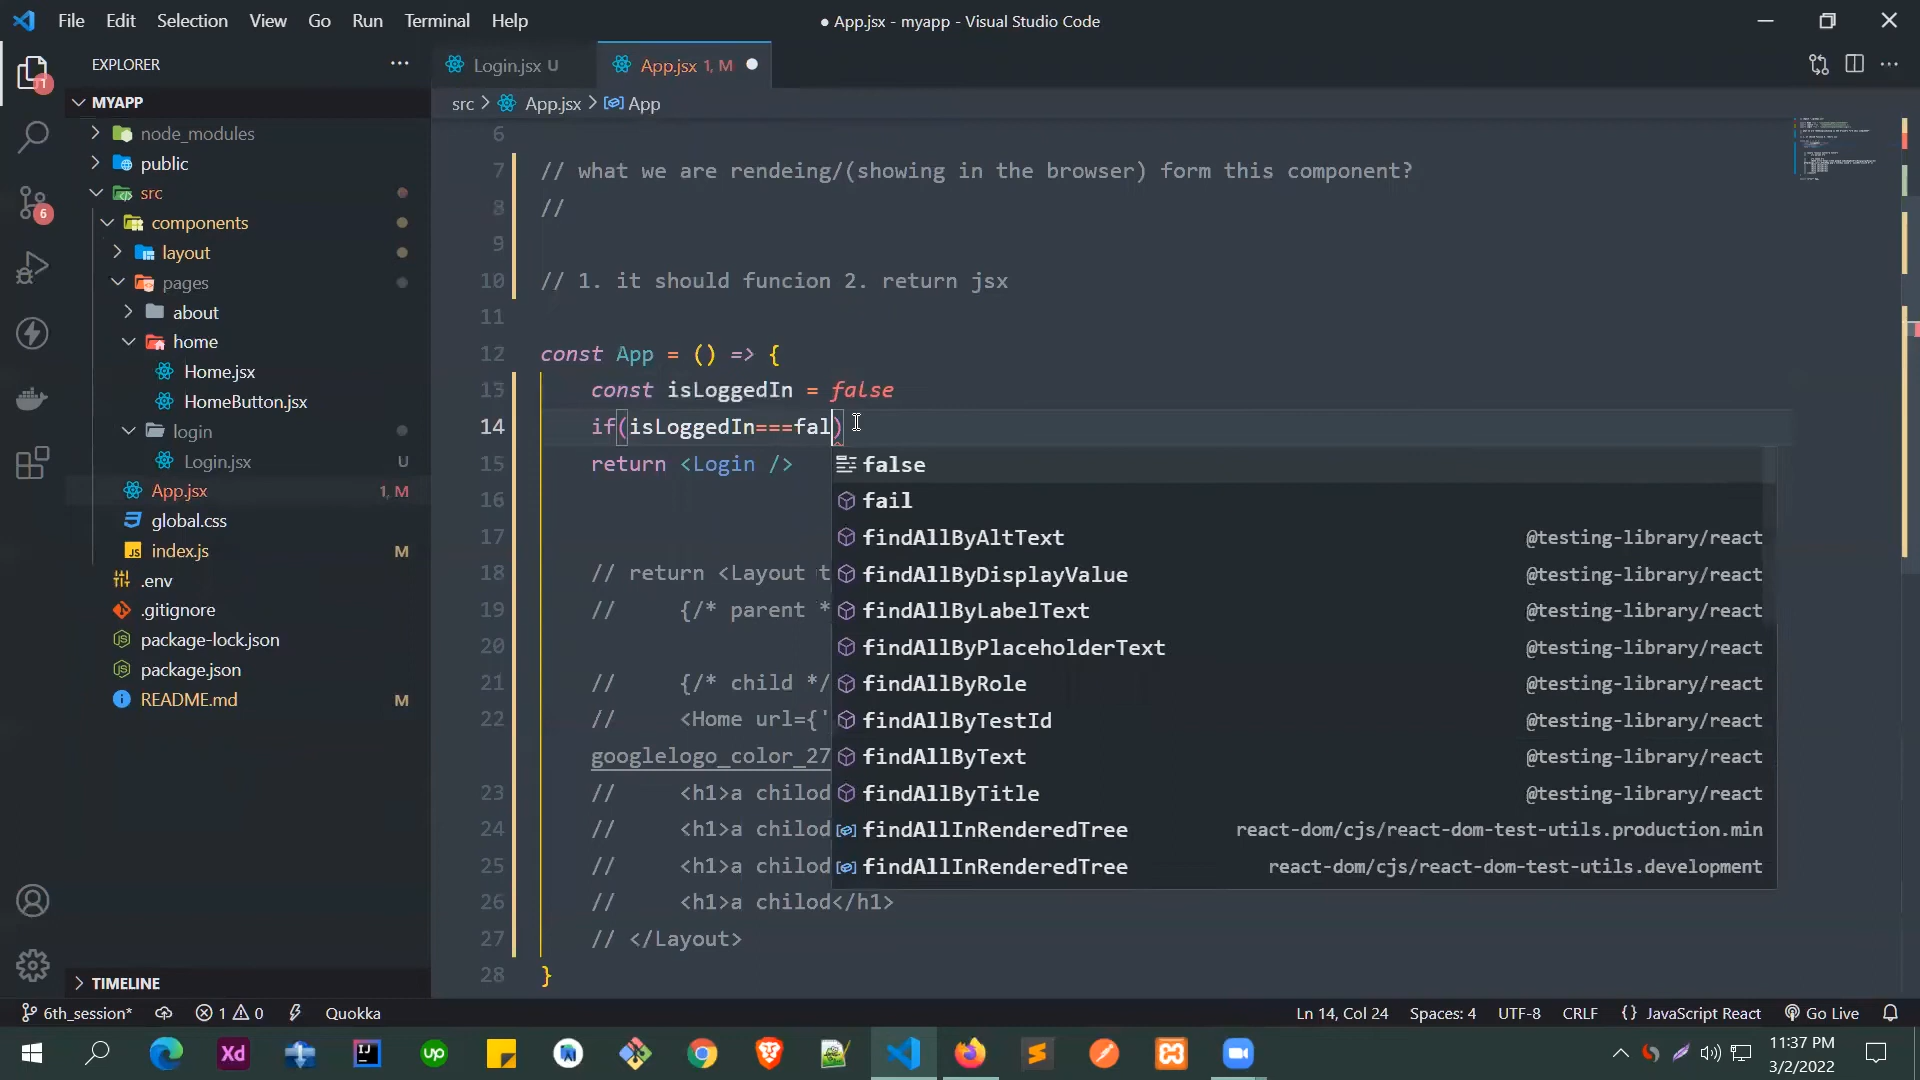 File Edit Selection View Go Run Terminal Help
● App.jsx - myapp - Visual Studio Code
EXPLORER
Login.jsx U
App.jsx 1, M
MYAPP
src > App.jsx > App
node_modules
public
src
components
layout
pages
about
home
Home.jsx
HomeButton.jsx
login
Login.jsx U
App.jsx 1, M
global.css
index.js M
.env
.gitignore
package-lock.json
package.json
README.md M
TIMELINE
6
7 // what we are rendeing/(showing in the browser) form this component?
8 //
9
10 // 1. it should funcion 2. return jsx
11
12 const App = () => {
13 const isLoggedIn = false
14 if(isLoggedIn===fal)
15 return <Login />
16
17
18 // return <Layout t
19 // {/* parent *
20
21 // {/* child */
22 // <Home url={'
googlelogo_color_27
23 // <h1>a chilod
24 // <h1>a chilod
25 // <h1>a chilod
26 // <h1>a chilod</h1>
27 // </Layout>
28 }
false
fail
findAllByAltText @testing-library/react
findAllByDisplayValue @testing-library/react
findAllByLabelText @testing-library/react
findAllByPlaceholderText @testing-library/react
findAllByRole @testing-library/react
findAllByTestId @testing-library/react
findAllByText @testing-library/react
findAllByTitle @testing-library/react
findAllInRenderedTree react-dom/cjs/react-dom-test-utils.production.min
findAllInRenderedTree react-dom/cjs/react-dom-test-utils.development
6th_session* 1 0 Quokka
Ln 14, Col 24 Spaces: 4 UTF-8 CRLF {} JavaScript React Go Live
11:37 PM
3/2/2022